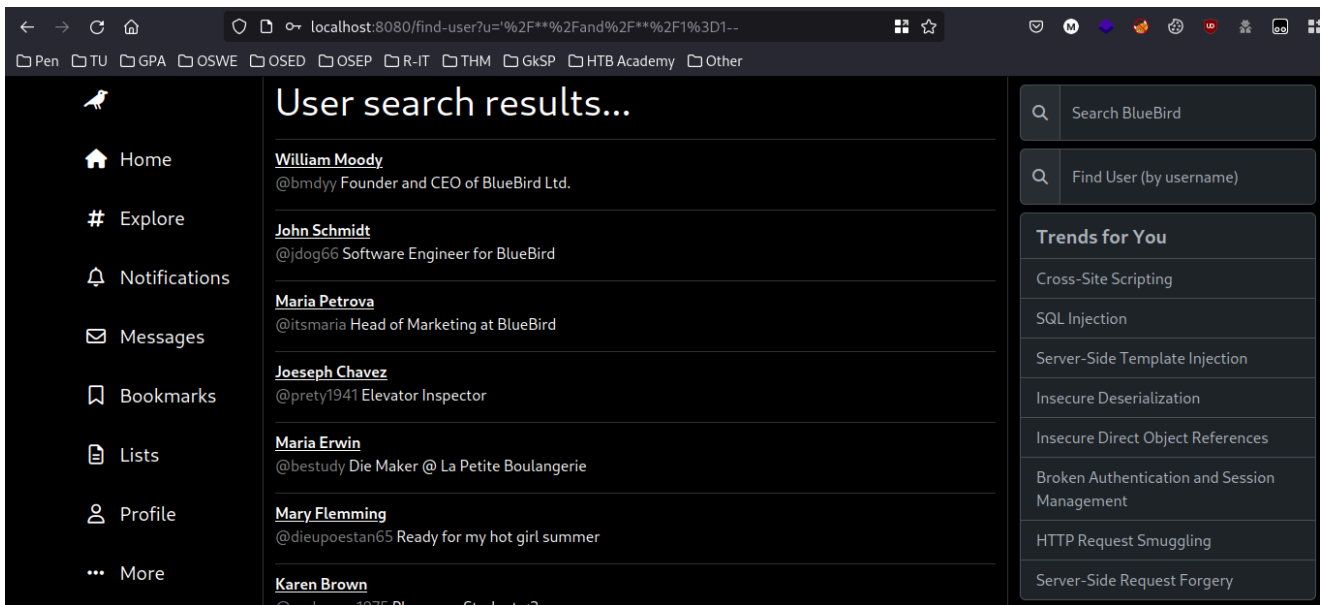 localhost:8080/find-user?u='%2F**%2Fand%2F**%2F1%3D1--
Pen TU GPA OSWE OSED OSEP R-IT THM GkSP HTB Academy Other
Home
Explore
Notifications
Messages
Bookmarks
Lists
Profile
More
User search results...
William Moody
@bmdyy Founder and CEO of BlueBird Ltd.
John Schmidt
@jdog66 Software Engineer for BlueBird
Maria Petrova
@itsmaria Head of Marketing at BlueBird
Joeseph Chavez
@prety1941 Elevator Inspector
Maria Erwin
@bestudy Die Maker @ La Petite Boulangerie
Mary Flemming
@dieupoestan65 Ready for my hot girl summer
Karen Brown
Search BlueBird
Find User (by username)
Trends for You
Cross-Site Scripting
SQL Injection
Server-Side Template Injection
Insecure Deserialization
Insecure Direct Object References
Broken Authentication and Session
Management
HTTP Request Smuggling
Server-Side Request Forgery